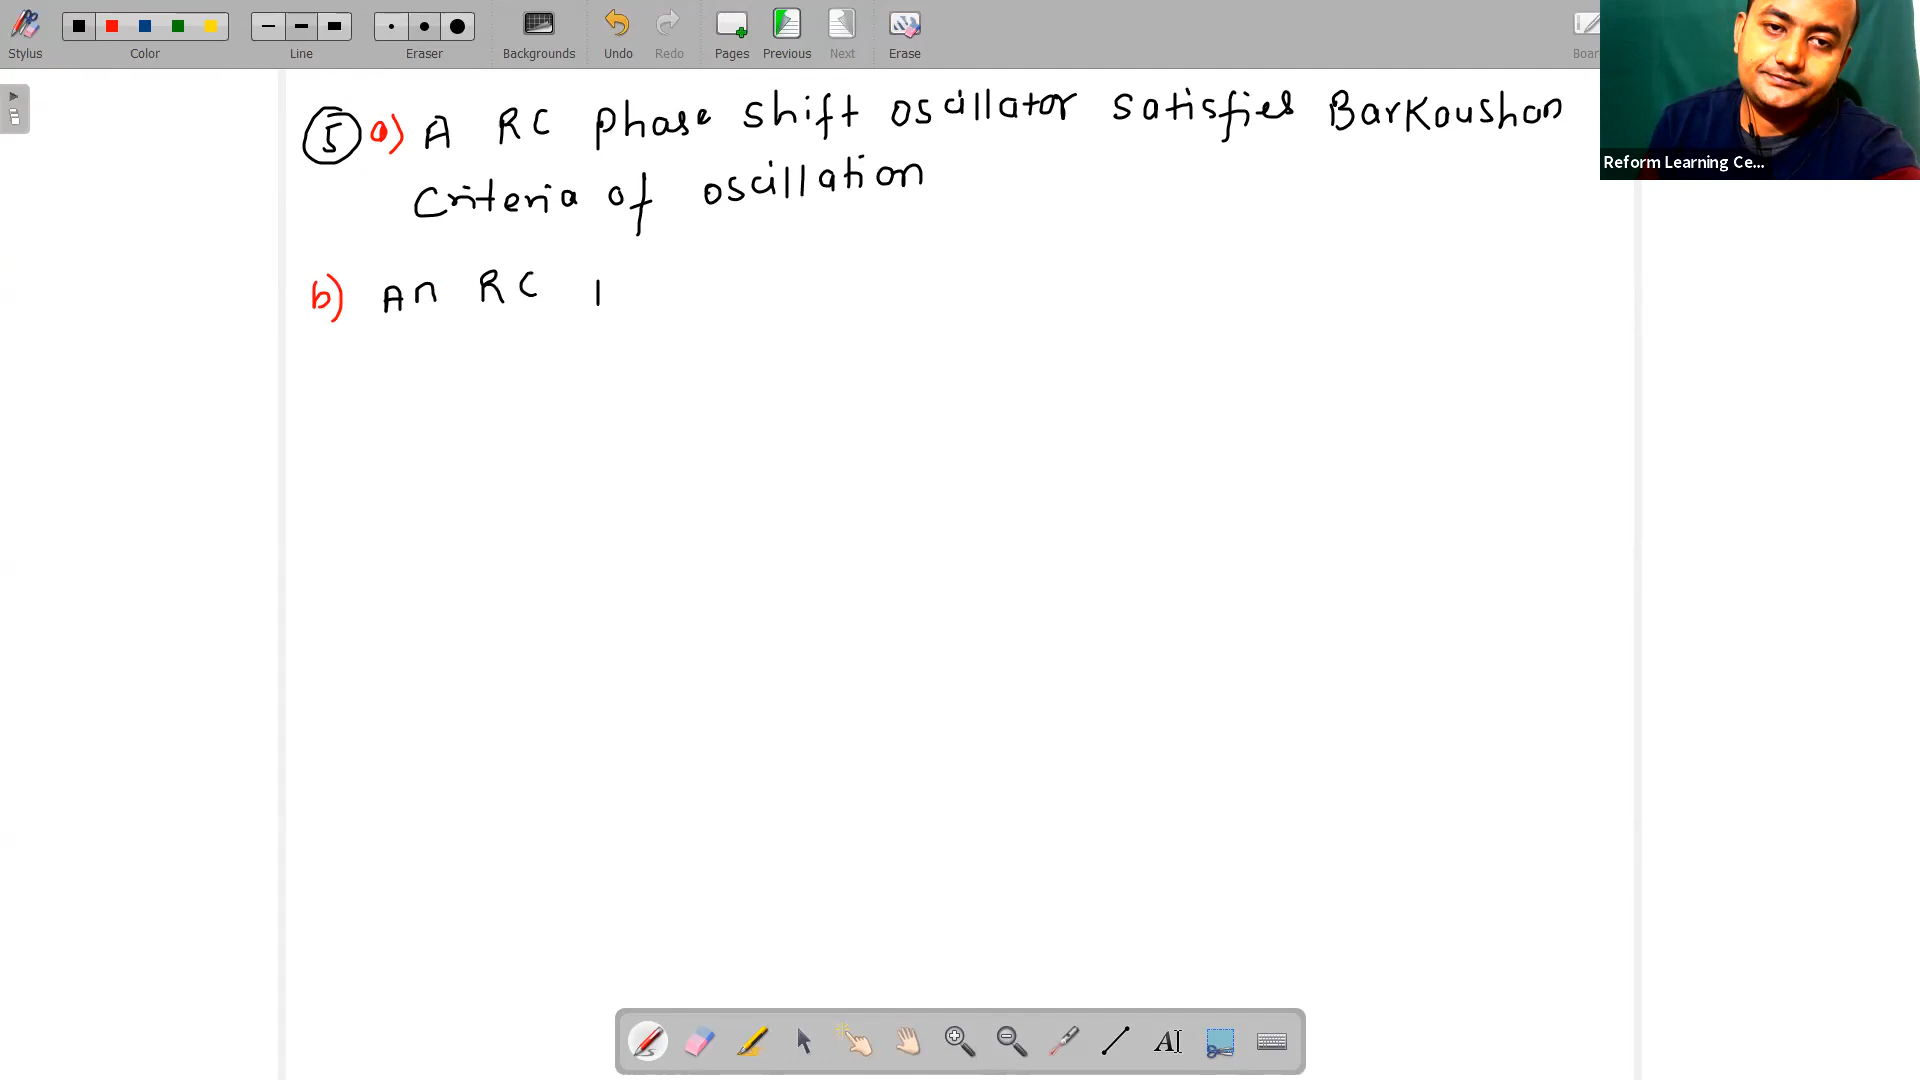 Stylus
Color
Line
Eraser
Backgrounds
Undo
Redo
Pages
Previous
Next
Erase
Boar
Reform Learning Ce...
5 a) A RC phase shift oscillator satisfies Barkoushon
Criteria of oscillation
b) An RC